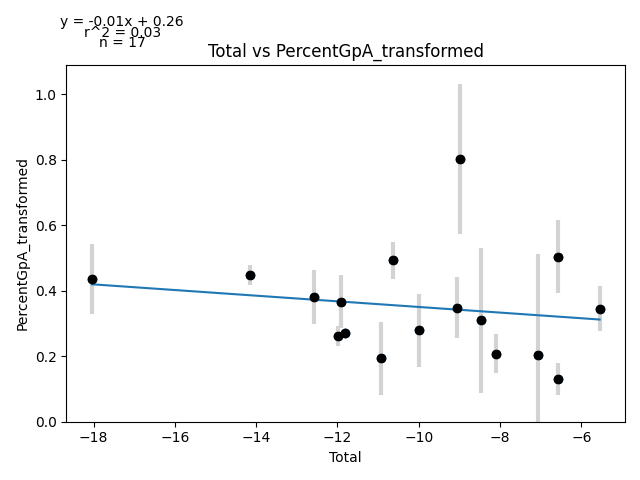 y = -0.01x + 0.26
r^2 = 0.03
n = 17
Total vs PercentGpA_transformed
1.0
0.8
0.6
0.4
0.2
0.0
PercentGpA_transformed
−18
−16
−14
−12
−10
−8
−6
Total